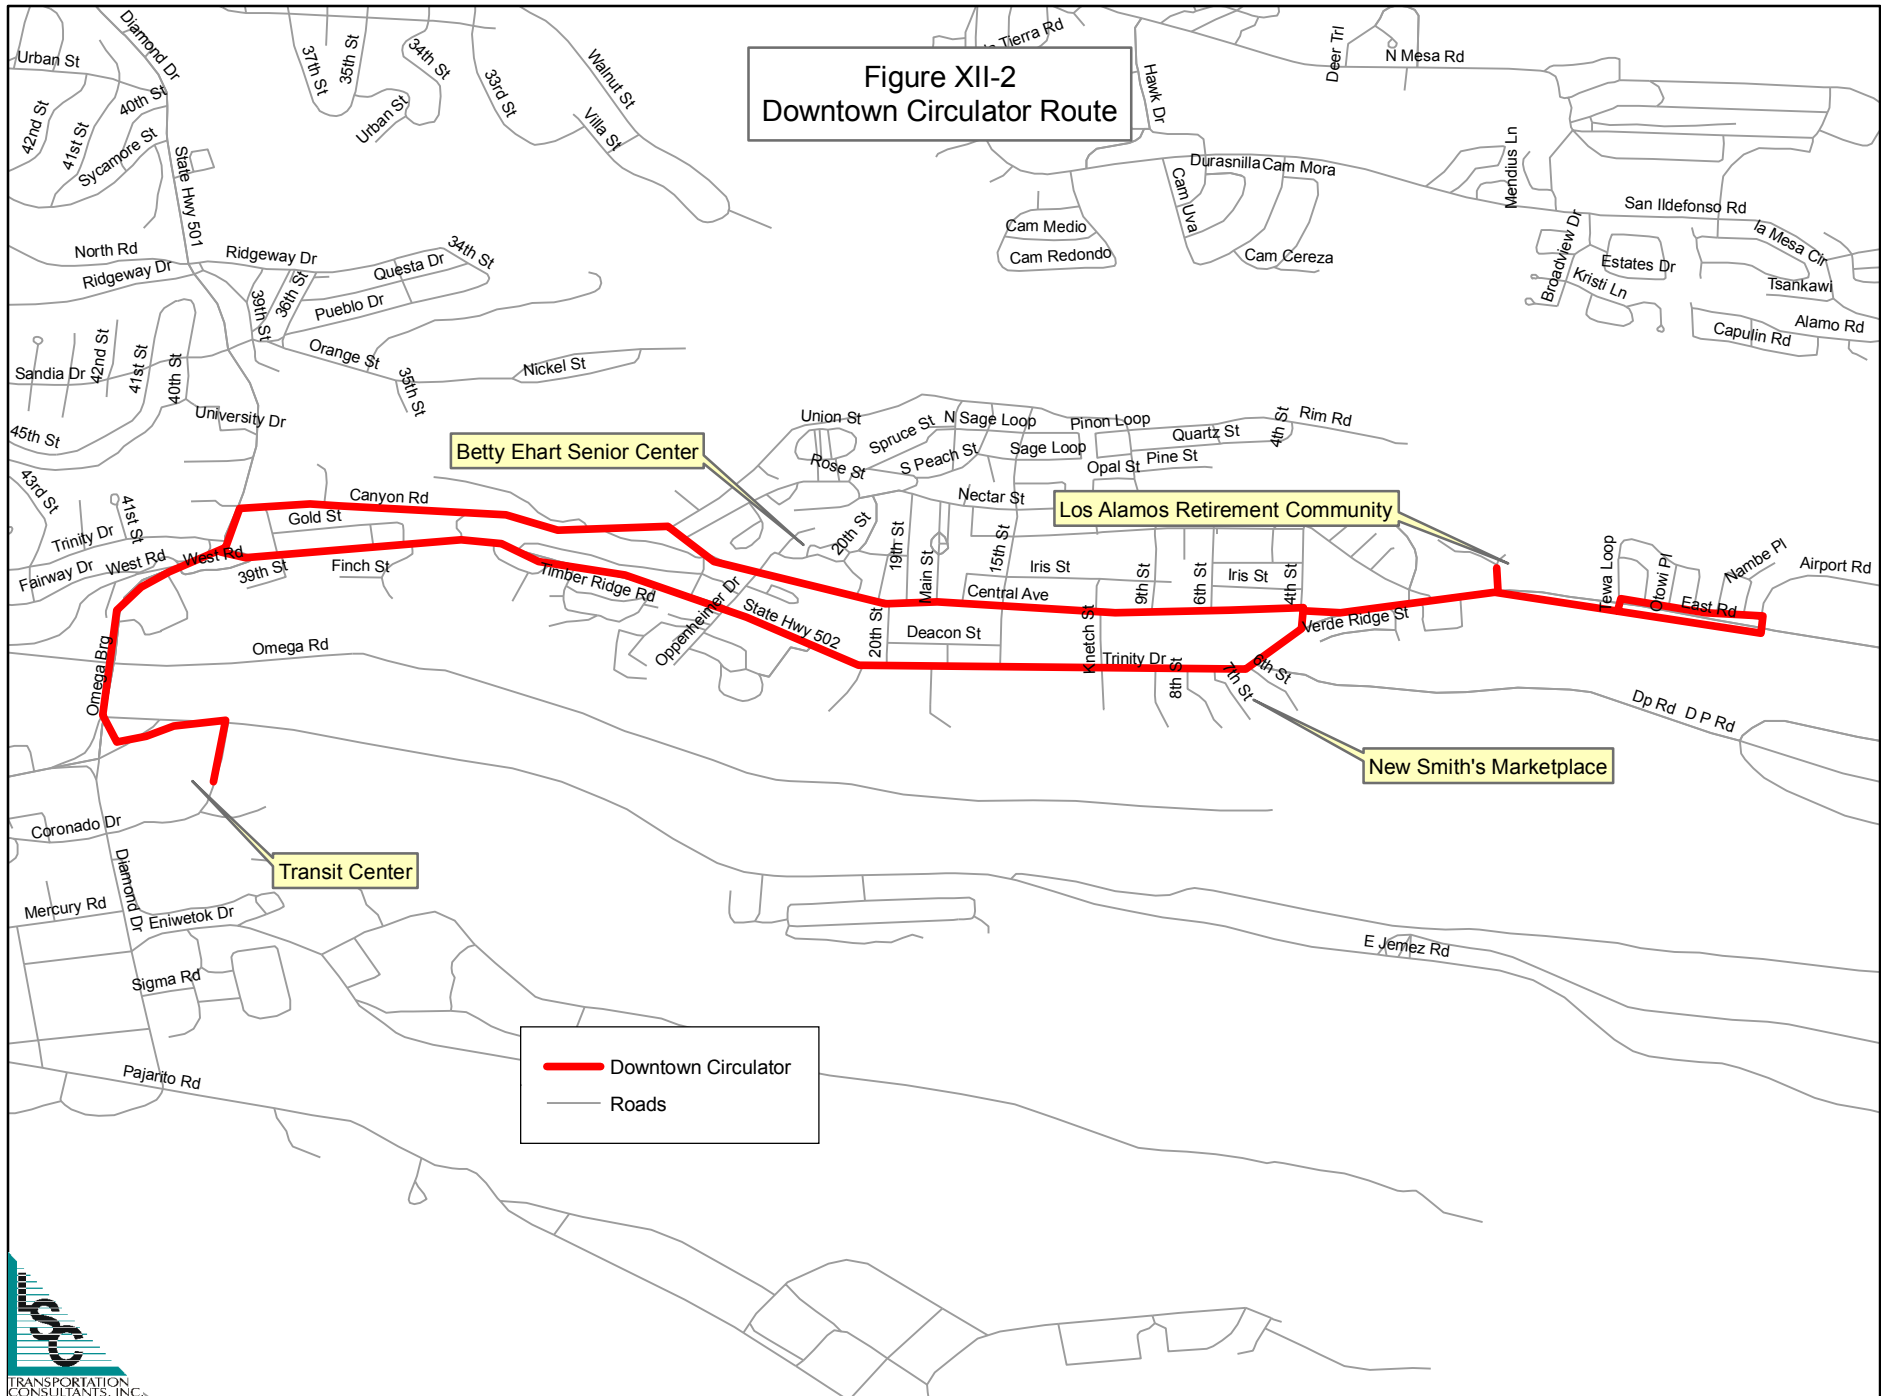 Figure XII-2
Downtown Circulator Route
Diamond Dr
Urban St
37th St
35th St
34th St
Urban St
33rd St
Walnut St
Villa St
Tierra Rd
Hawk Dr
Deer Trl
N Mesa Rd
42nd St
41st St
40th St
Sycamore St
State Hwy 501
Durasnilla
Cam Mora
Cam Uva
Mendius Ln
San Ildefonso Rd
la Mesa Cir
Cam Medio
Cam Redondo
Cam Cereza
Broadview Dr
Estates Dr
Kristi Ln
Tsankawi
Alamo Rd
Capulin Rd
North Rd
Ridgeway Dr
Ridgeway Dr
34th St
Questa Dr
39th St
36th St
Pueblo Dr
Orange St
35th St
Nickel St
Sandia Dr
42nd St
41st St
40th St
University Dr
45th St
Union St
Spruce St
N Sage Loop
Pinon Loop
4th St
Rim Rd
Quartz St
Betty Ehart Senior Center
Rose St
S Peach St
Sage Loop
Opal St
Pine St
43rd St
41st St
Canyon Rd
Gold St
Nectar St
Los Alamos Retirement Community
20th St
19th St
Main St
15th St
Trinity Dr
Fairway Dr
West Rd
West Rd
39th St
Finch St
Timber Ridge Rd
Iris St
9th St
6th St
Iris St
4th St
Tewa Loop
Otowi Pl
Nambe Pl
Airport Rd
East Rd
Central Ave
Verde Ridge St
Oppenheimer Dr
State Hwy 502
20th St
Deacon St
Knetch St
Trinity Dr
8th St
7th St
6th St
Omega Brg
Omega Rd
Dp Rd
D P Rd
New Smith's Marketplace
Coronado Dr
Transit Center
Diamond Dr
Mercury Rd
Eniwetok Dr
E Jemez Rd
Sigma Rd
Pajarito Rd
Downtown Circulator
Roads
LSC
TRANSPORTATION
CONSULTANTS, INC.